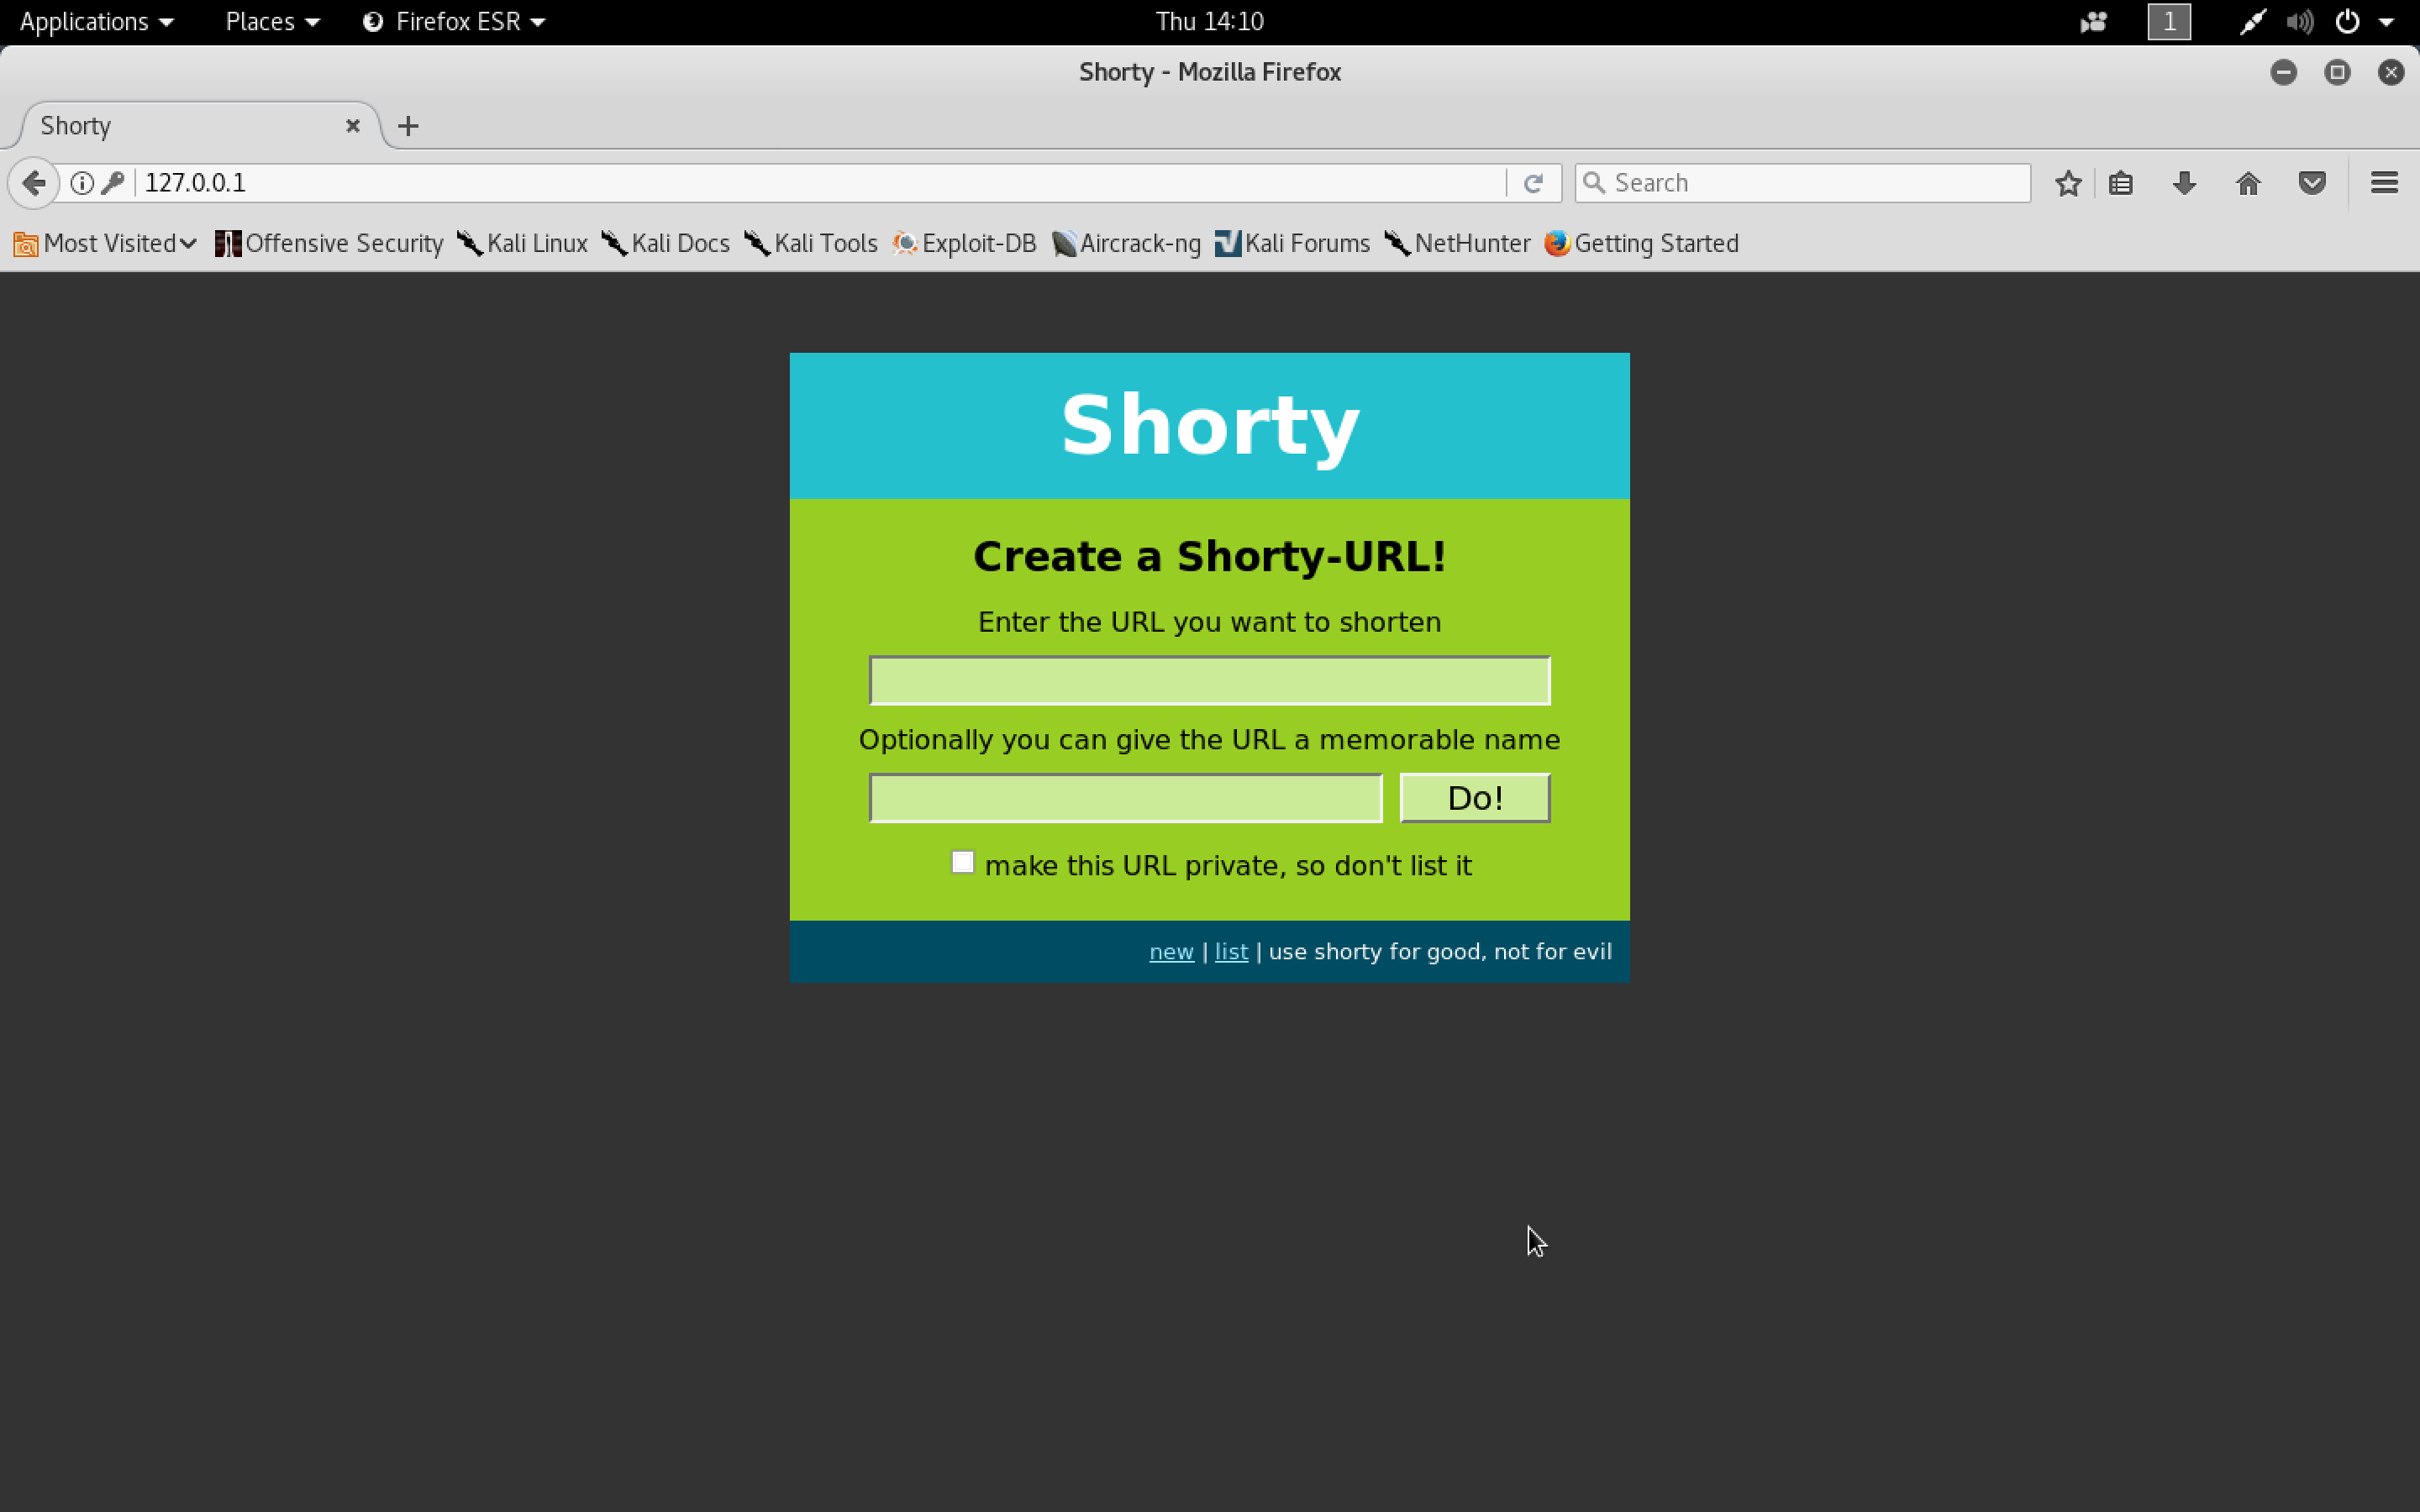 Applications Places Firefox ESR Thu 14:10 1
Shorty - Mozilla Firefox
Shorty
127.0.0.1 Search
Most Visited Offensive Security Kali Linux Kali Docs Kali Tools Exploit-DB Aircrack-ng Kali Forums NetHunter Getting Started
Shorty
Create a Shorty-URL!
Enter the URL you want to shorten
Optionally you can give the URL a memorable name
Do!
make this URL private, so don't list it
new | list | use shorty for good, not for evil